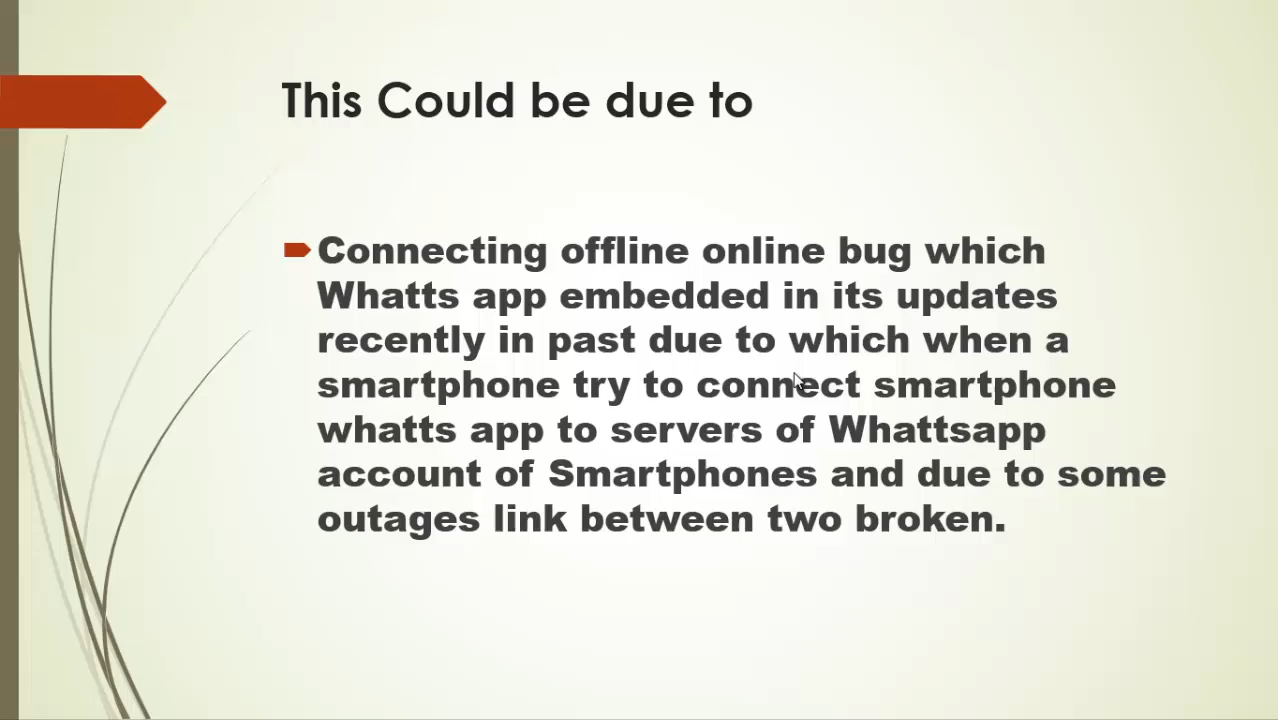 This Could be due to
Connecting offline online bug which
Whatts app embedded in its updates
recently in past due to which when a
smartphone try to connect smartphone
whatts app to servers of Whattsapp
account of Smartphones and due to some
outages link between two broken.